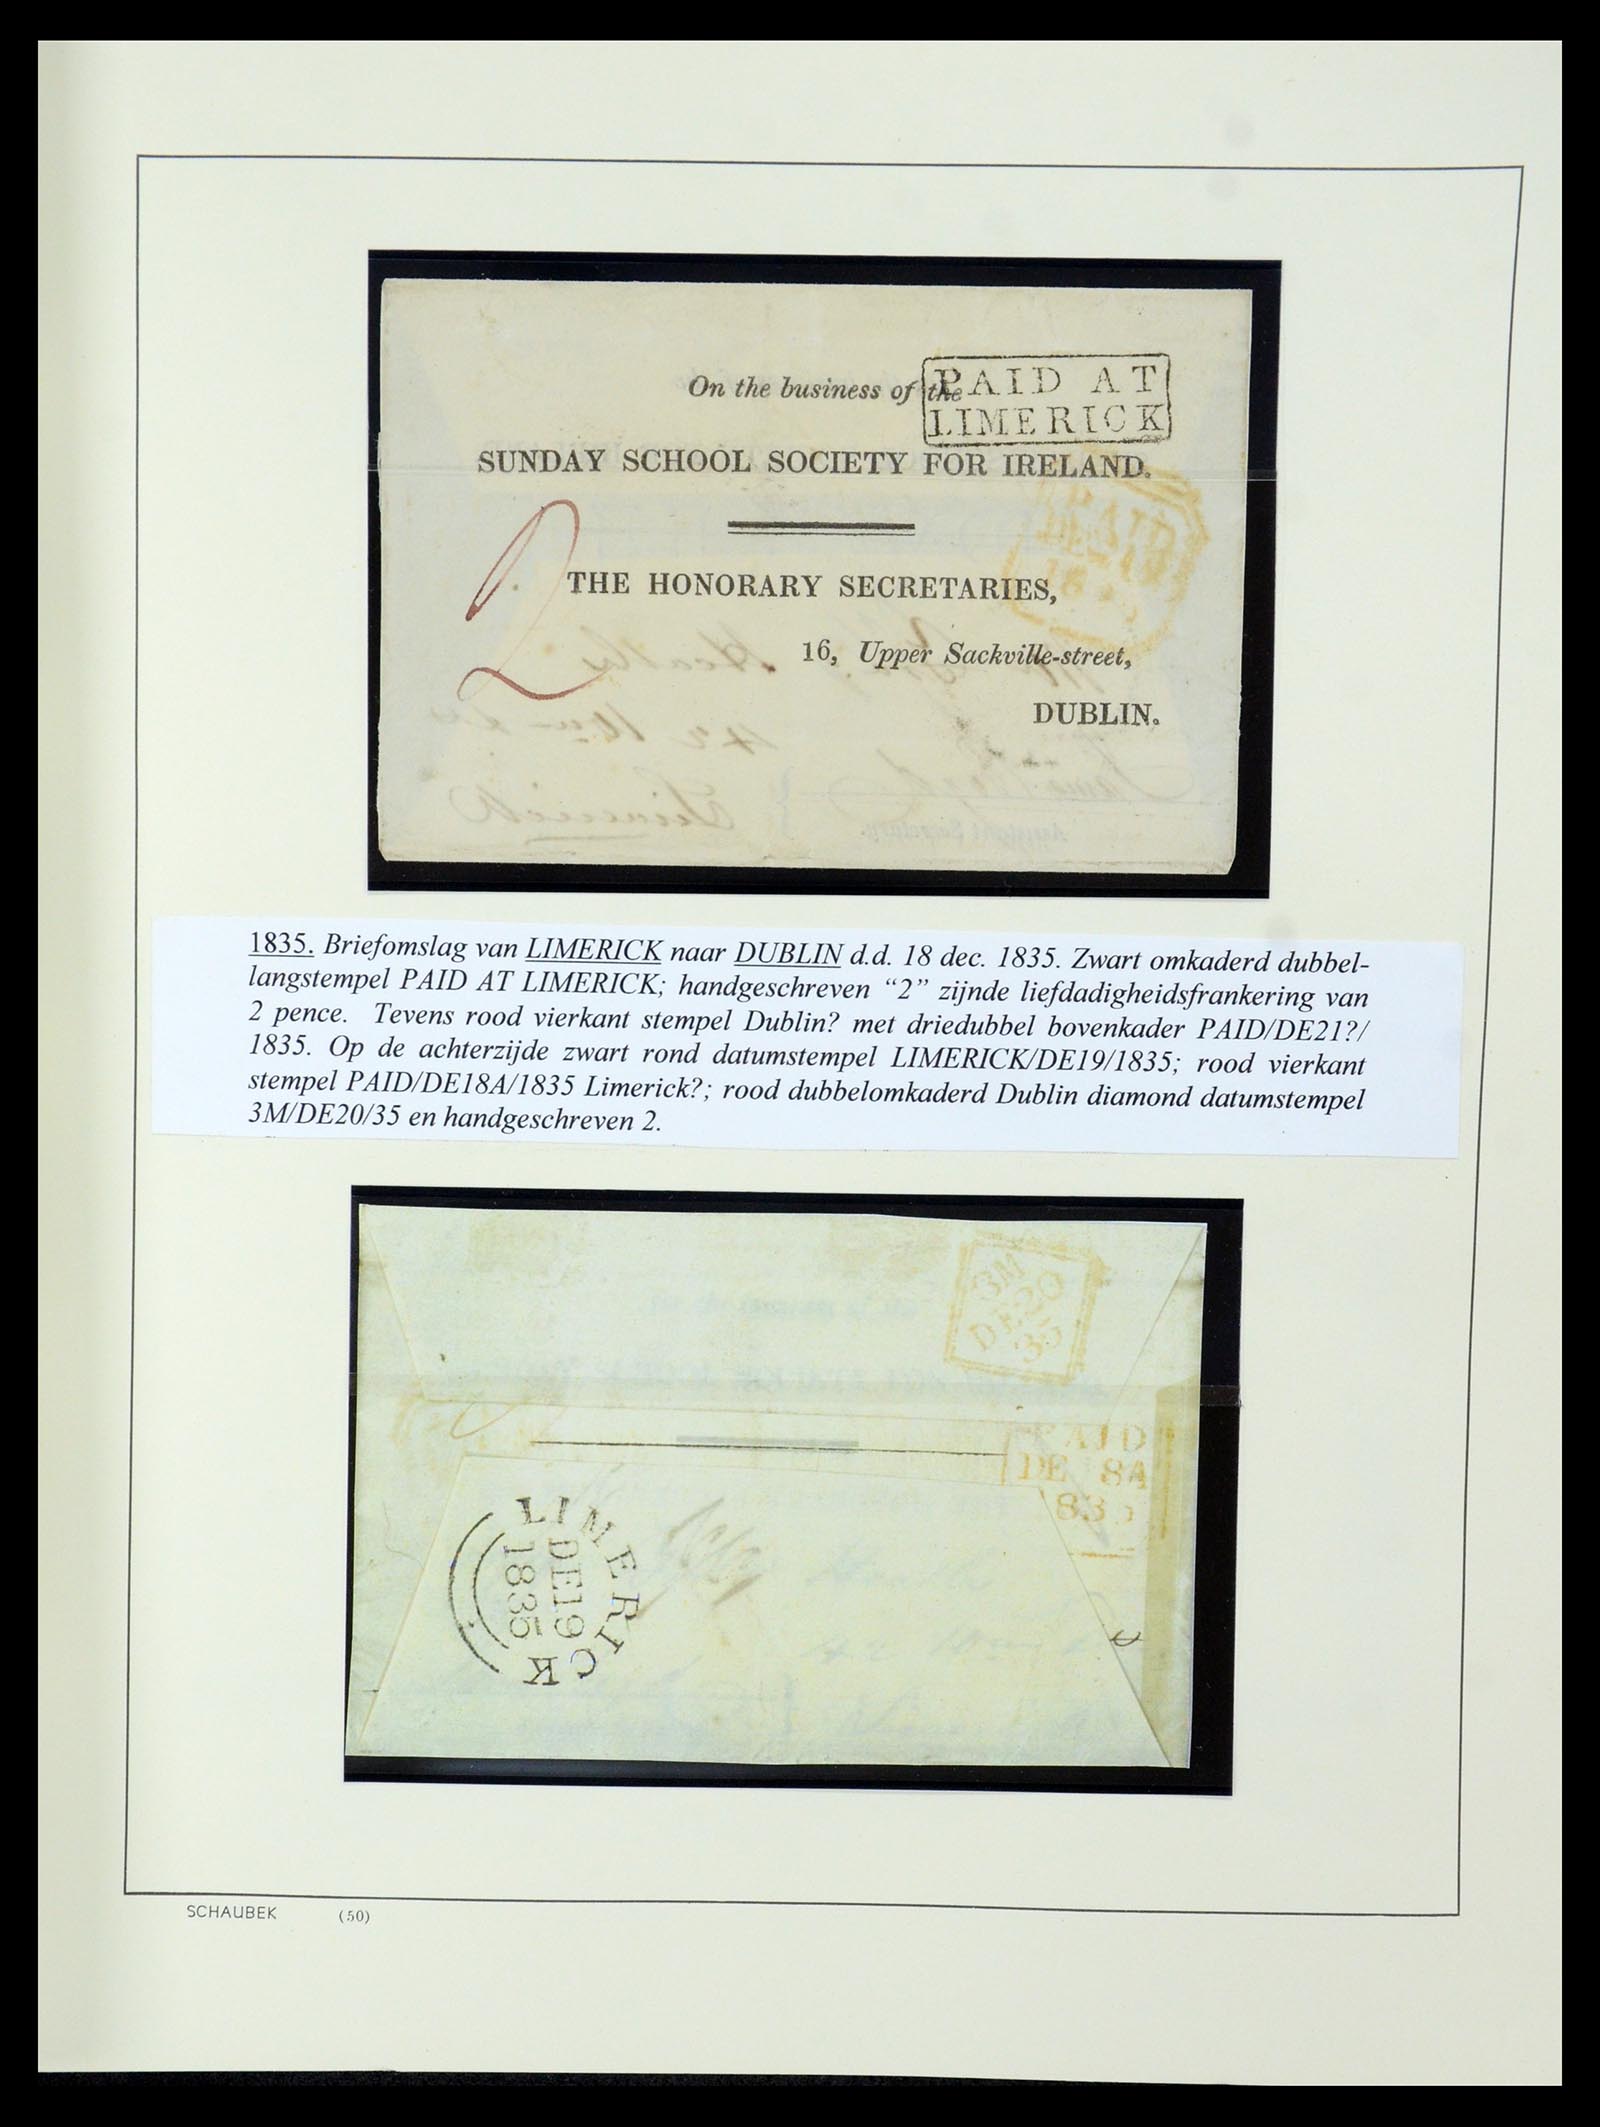 On the business of the
PAID AT
LIMERICK
SUNDAY SCHOOL SOCIETY FOR IRELAND.
PAID
2
THE HONORARY SECRETARIES,
16, Upper Sackville-street,
DUBLIN.
1835. Briefomslag van LIMERICK naar DUBLIN d.d. 18 dec. 1835. Zwart omkaderd dubbel-
langstempel PAID AT LIMERICK; handgeschreven “2” zijnde liefdadigheidsfrankering van
2 pence. Tevens rood vierkant stempel Dublin? met driedubbel bovenkader PAID/DE21?/
1835. Op de achterzijde zwart rond datumstempel LIMERICK/DE19/1835; rood vierkant
stempel PAID/DE18A/1835 Limerick?; rood dubbelomkaderd Dublin diamond datumstempel
3M/DE20/35 en handgeschreven 2.
3M
DE20
35
PAID
DE 8A
835
LIMERICK
DE19
1835
SCHAUBEK (50)